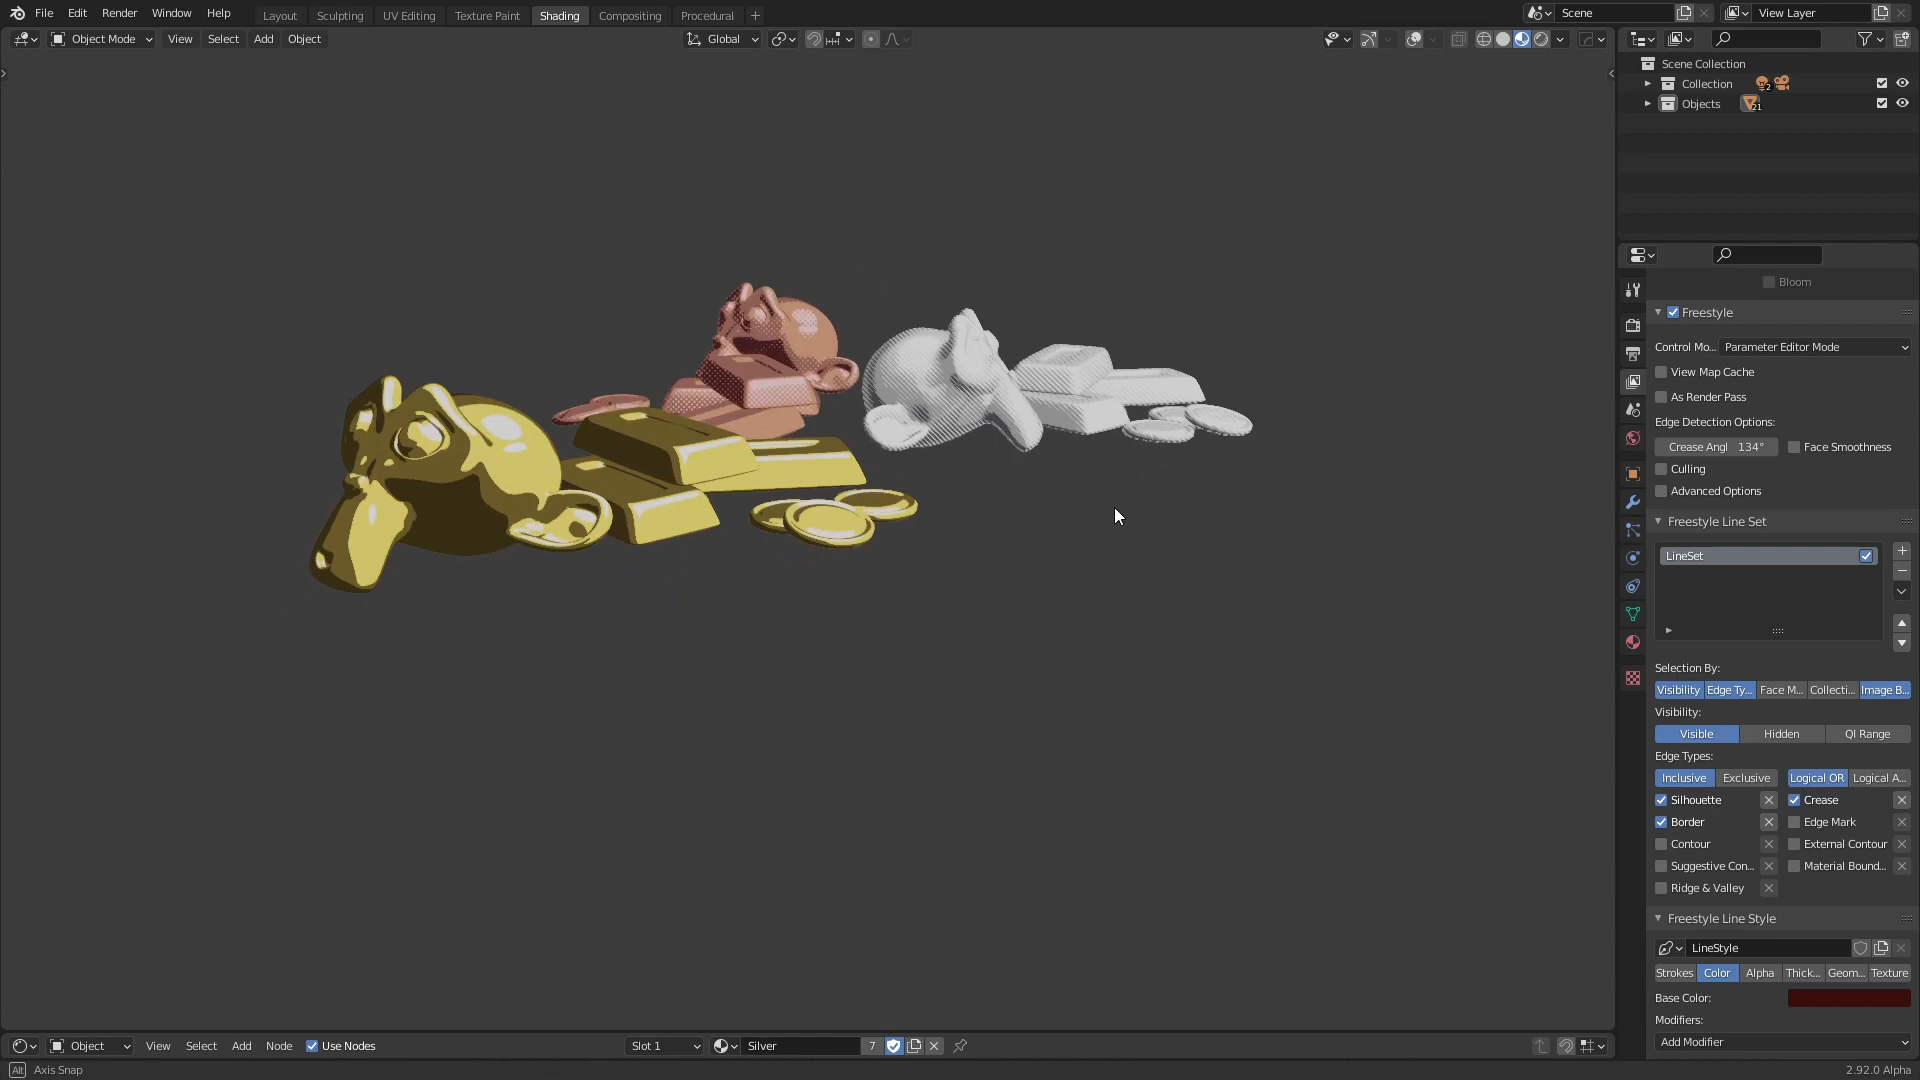 File Edit Render Window Help
Layout Sculpting UV Editing Texture Paint Shading Compositing Procedural +
Scene
View Layer
Object Mode View Select Add Object
Global
Scene Collection
Collection 2
Objects 21
Bloom
Freestyle
Control Mo... Parameter Editor Mode
View Map Cache
As Render Pass
Edge Detection Options:
Crease Angl 134° Face Smoothness
Culling
Advanced Options
Freestyle Line Set
LineSet
Selection By:
Visibility Edge Ty... Face M... Collecti... Image B...
Visibility:
Visible Hidden QI Range
Edge Types:
Inclusive Exclusive Logical OR Logical A...
Silhouette Crease
Border Edge Mark
Contour External Contour
Suggestive Con... Material Bound...
Ridge & Valley
Freestyle Line Style
LineStyle
Strokes Color Alpha Thick... Geom... Texture
Base Color:
Modifiers:
Add Modifier
Object View Select Add Node Use Nodes
Slot 1
Silver 7
Alt Axis Snap
2.92.0 Alpha